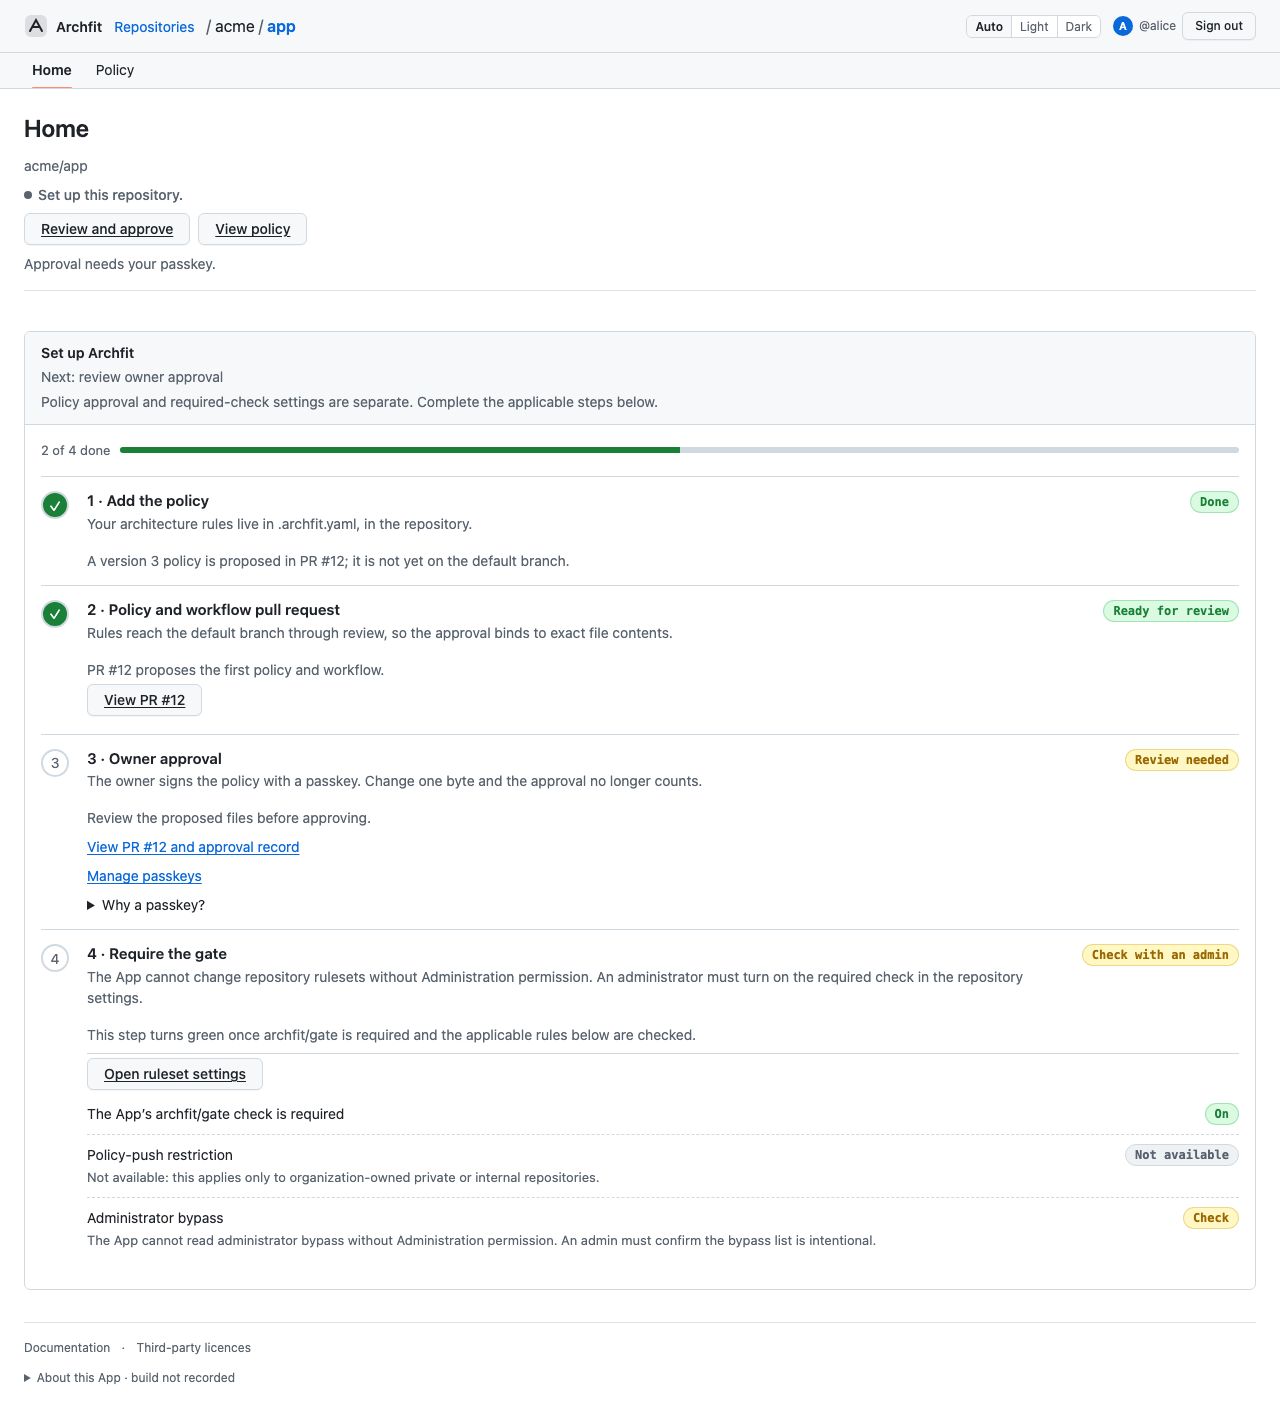 Archfit Repositories / acme / app
Auto Light Dark A @alice Sign out
Home Policy
Home
acme/app
Set up this repository.
Review and approve View policy
Approval needs your passkey.
Set up Archfit
Next: review owner approval
Policy approval and required-check settings are separate. Complete the applicable steps below.
2 of 4 done
1 · Add the policy Done
Your architecture rules live in .archfit.yaml, in the repository.
A version 3 policy is proposed in PR #12; it is not yet on the default branch.
2 · Policy and workflow pull request Ready for review
Rules reach the default branch through review, so the approval binds to exact file contents.
PR #12 proposes the first policy and workflow.
View PR #12
3 3 · Owner approval Review needed
The owner signs the policy with a passkey. Change one byte and the approval no longer counts.
Review the proposed files before approving.
View PR #12 and approval record
Manage passkeys
Why a passkey?
4 4 · Require the gate Check with an admin
The App cannot change repository rulesets without Administration permission. An administrator must turn on the required check in the repository
settings.
This step turns green once archfit/gate is required and the applicable rules below are checked.
Open ruleset settings
The App's archfit/gate check is required On
Policy-push restriction Not available
Not available: this applies only to organization-owned private or internal repositories.
Administrator bypass Check
The App cannot read administrator bypass without Administration permission. An admin must confirm the bypass list is intentional.
Documentation · Third-party licences
About this App · build not recorded